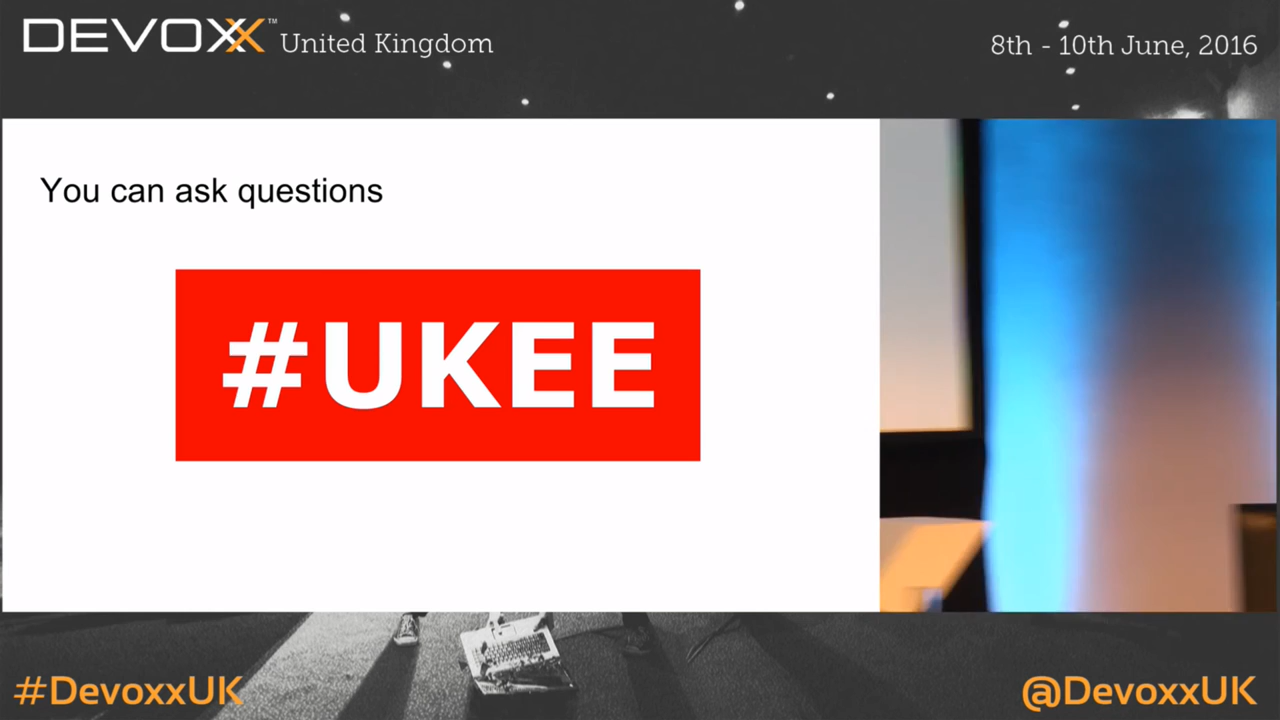 DEVOXX™ United Kingdom
8th - 10th June, 2016
You can ask questions
#UKEE
#DevoxxUK
@DevoxxUK